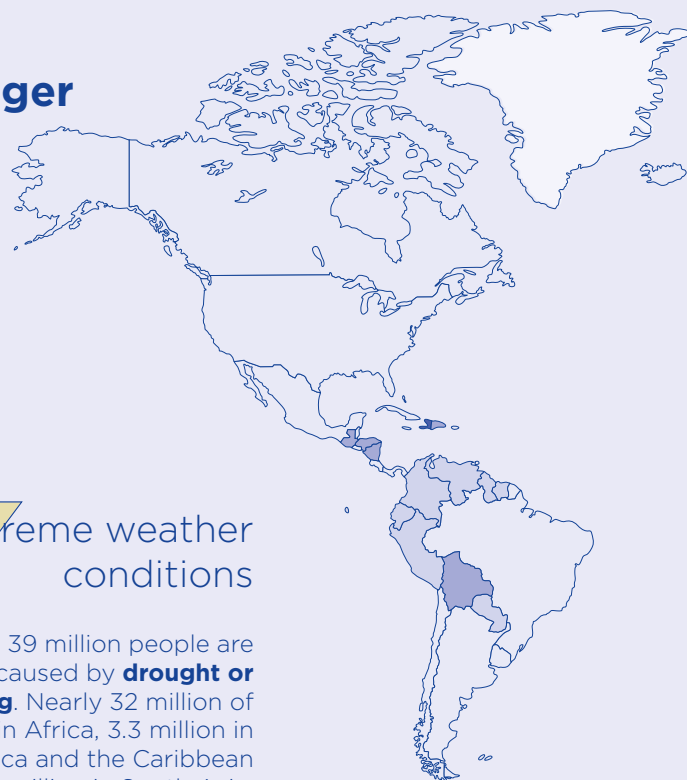 ger
reme weather
conditions
39 million people are
caused by drought or
g. Nearly 32 million of
n Africa, 3.3 million in
ca and the Caribbean